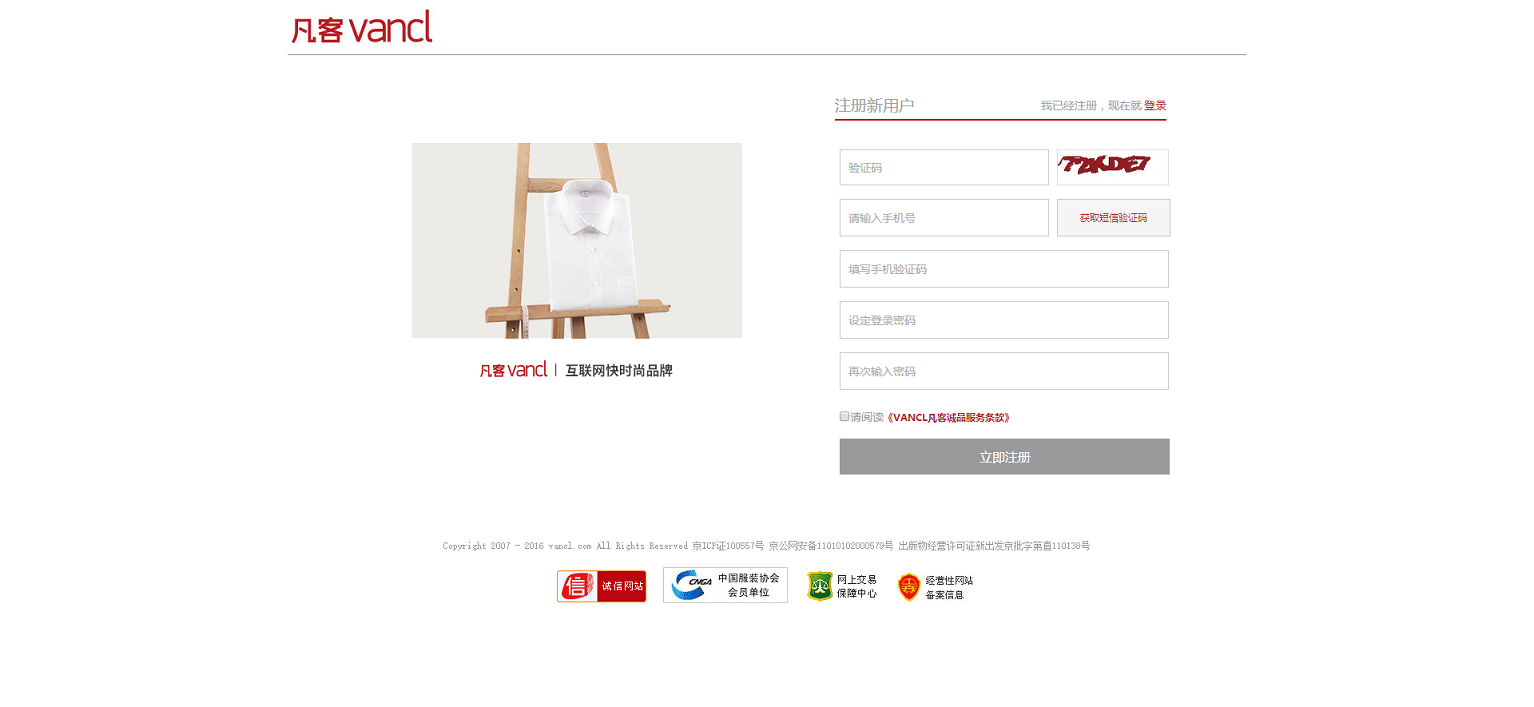 凡客 vancl
注册新用户
我已经注册，现在就 登录
验证码
请输入手机号
获取短信验证码
填写手机验证码
设定登录密码
再次输入密码
请阅读《VANCL凡客诚品服务条款》
立即注册
凡客 vancl | 互联网快时尚品牌
Copyright 2007 - 2016 vancl.com All Rights Reserved 京ICP证100557号 京公网安备11010102000579号 出版物经营许可证新出发京批字第直110138号
信 诚信网站
CNGA 中国服装协会
会员单位
网上交易
保障中心
经营性网站
备案信息